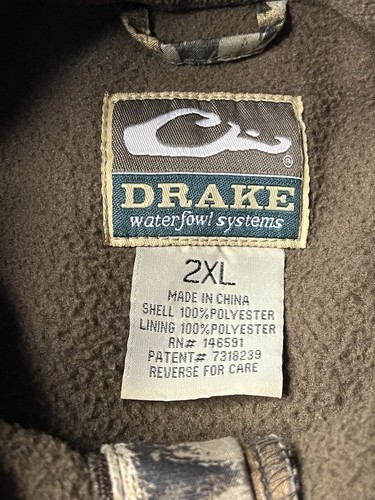 ®
DRAKE
waterfowl systems
2XL
MADE IN CHINA
SHELL 100%POLYESTER
LINING 100%POLYESTER
RN# 146591
PATENT# 7318239
REVERSE FOR CARE